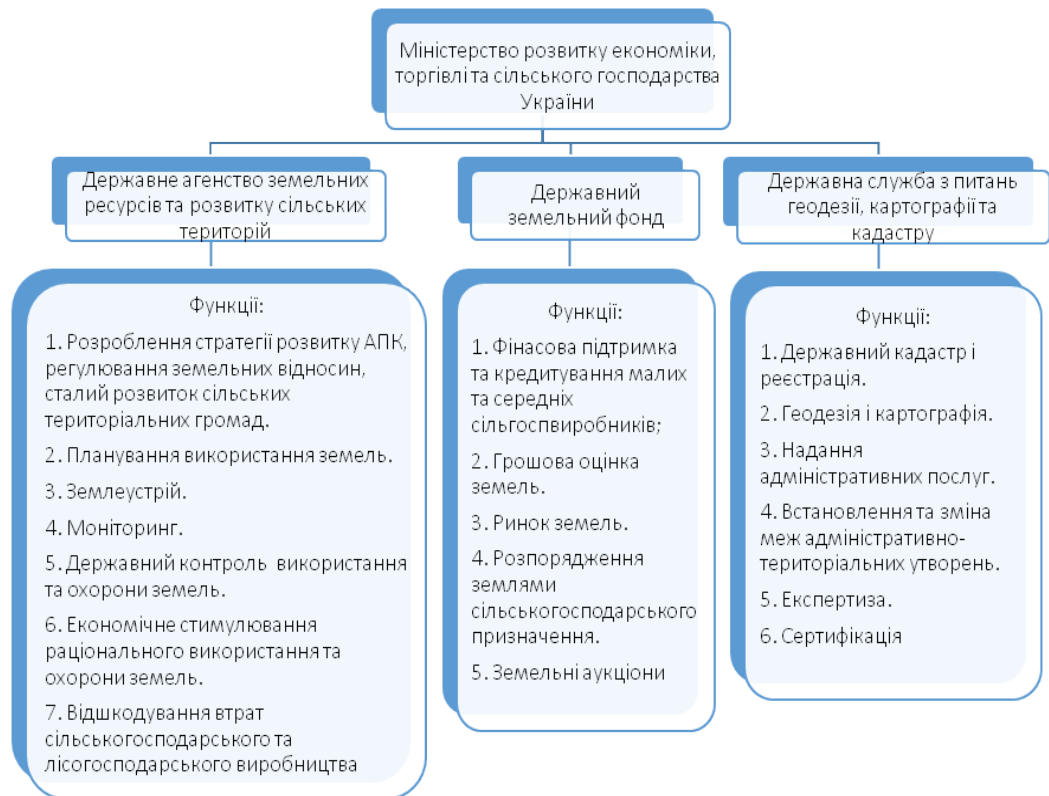 Міністерство розвитку економіки,
торгівлі та сільського господарства
України
Державне агенство земельних
ресурсів та розвитку сільських
територій
Державний
земельний фонд
Державна служба з питань
геодезії, картографії та
кадастру
Функції:
1. Розроблення стратегії розвитку АПК,
регулювання земельних відносин,
сталий розвиток сільських
територіальних громад.
2. Планування використання земель.
3. Землеустрій.
4. Моніторинг.
5. Державний контроль використання
та охорони земель.
6. Економічне стимулювання
раціонального використання та
охорони земель.
7. Відшкодування втрат
сільськогосподарського та
лісогосподарського виробництва
Функції:
1. Фінасова підтримка
та кредитування малих
та середніх
сільгоспвиробників;
2. Грошова оцінка
земель.
3. Ринок земель.
4. Розпорядження
землями
сільськогосподарського
призначення.
5. Земельні аукціони
Функції:
1. Державний кадастр і
реєстрація.
2. Геодезія і картографія.
3. Надання
адміністративних послуг.
4. Встановлення та зміна
меж адміністративно-
територіальних утворень.
5. Експертиза.
6. Сертифікація